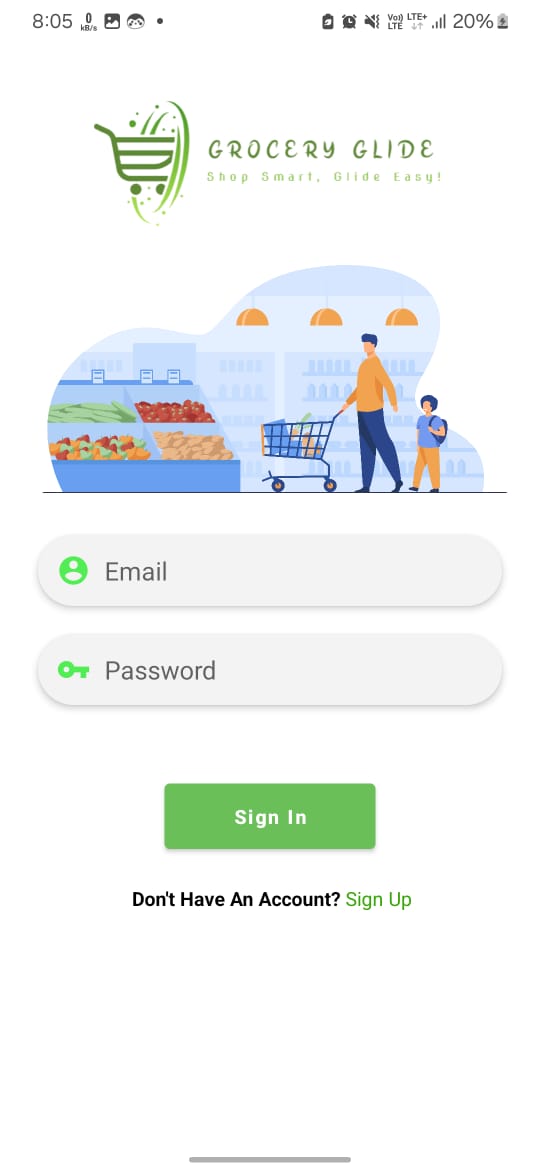 8:05 0 kB/s Vo) LTE LTE+ 20%
GROCERY GLIDE
Shop Smart, Glide Easy!
Email
Password
Sign In
Don't Have An Account? Sign Up